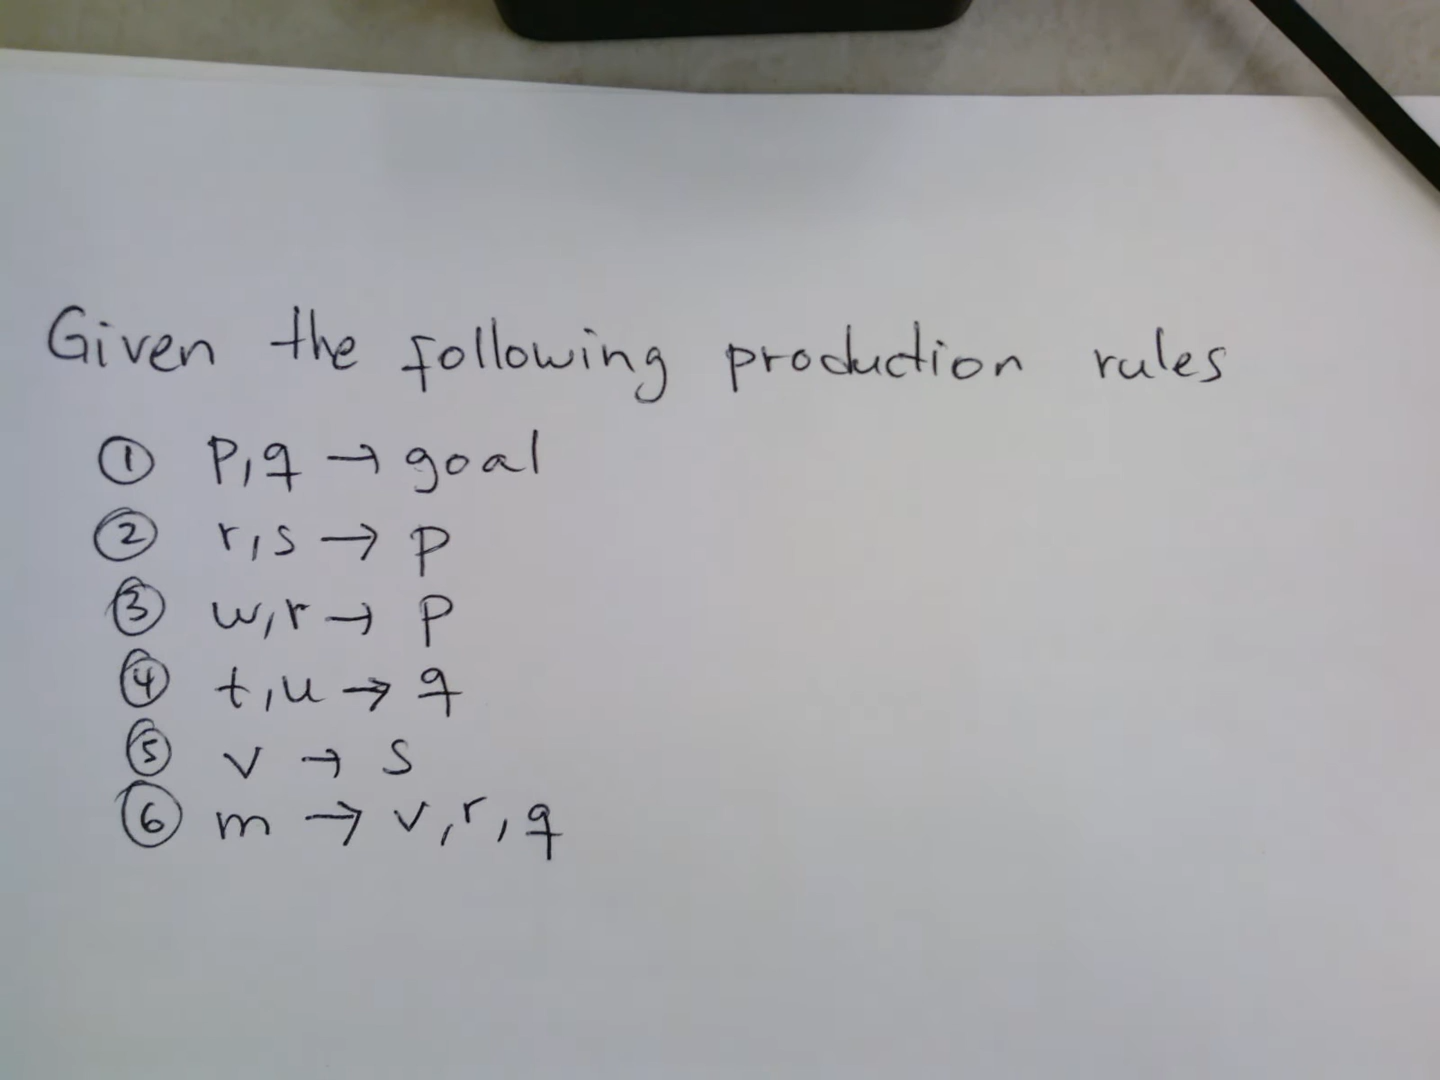 Given the following production rules
① p,q → goal
② r,s → p
③ w,r → p
④ t,u → q
⑤ v → s
⑥ m → v,r,q